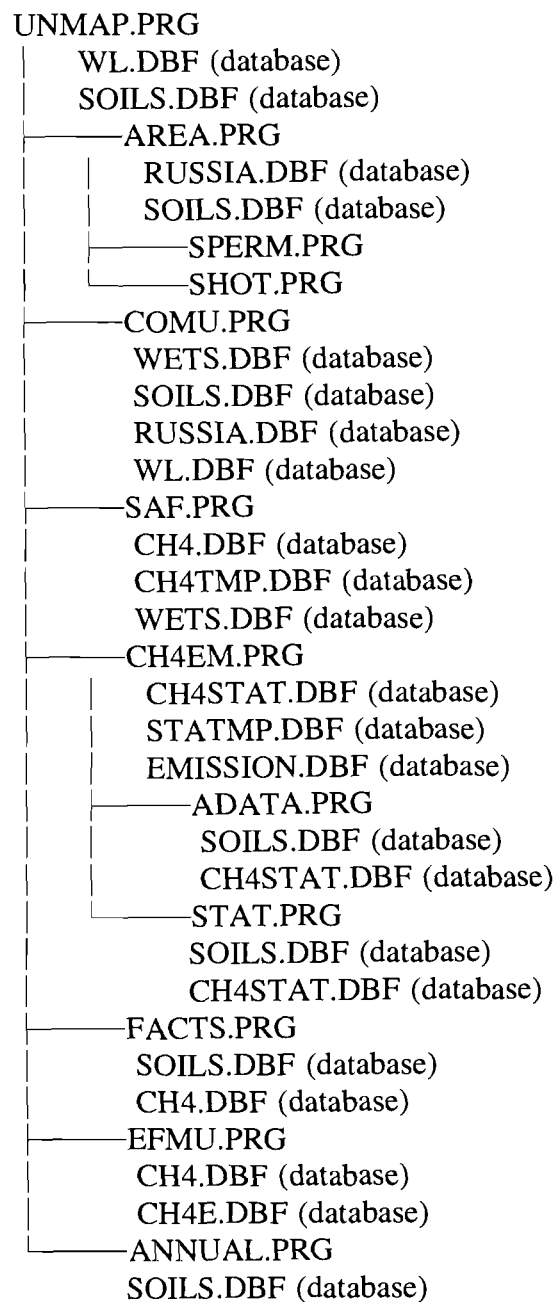 UNMAP.PRG
WL.DBF (database)
SOILS.DBF (database)
AREA.PRG
RUSSIA.DBF (database)
SOILS.DBF (database)
SPERM.PRG
SHOT.PRG
COMU.PRG
WETS.DBF (database)
SOILS.DBF (database)
RUSSIA.DBF (database)
WL.DBF (database)
SAF.PRG
CH4.DBF (database)
CH4TMP.DBF (database)
WETS.DBF (database)
CH4EM.PRG
CH4STAT.DBF (database)
STATMP.DBF (database)
EMISSION.DBF (database)
ADATA.PRG
SOILS.DBF (database)
CH4STAT.DBF (database)
STAT.PRG
SOILS.DBF (database)
CH4STAT.DBF (database)
FACTS.PRG
SOILS.DBF (database)
CH4.DBF (database)
EFMU.PRG
CH4.DBF (database)
CH4E.DBF (database)
ANNUAL.PRG
SOILS.DBF (database)